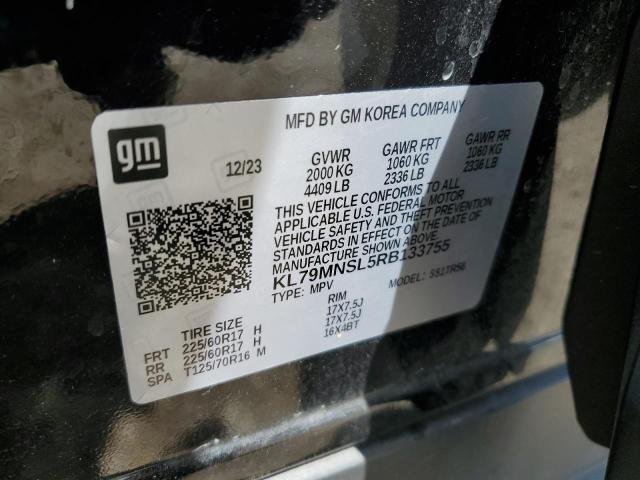 MFD BY GM KOREA COMPANY
gm
12/23
GVWR GAWR FRT GAWR RR
2000 KG 1060 KG 1060 KG
4409 LB 2336 LB 2336 LB
THIS VEHICLE CONFORMS TO ALL
APPLICABLE U.S. FEDERAL MOTOR
VEHICLE SAFETY AND THEFT PREVENTION
STANDARDS IN EFFECT ON THE DATE OF
MANUFACTURE SHOWN ABOVE.
KL79MNSL5RB133755
TYPE: MPV MODEL: SS1TR56
TIRE SIZE RIM
FRT 225/60R17 H 17X7.5J
RR 225/60R17 H 17X7.5J
SPA T125/70R16 M 16X4BT